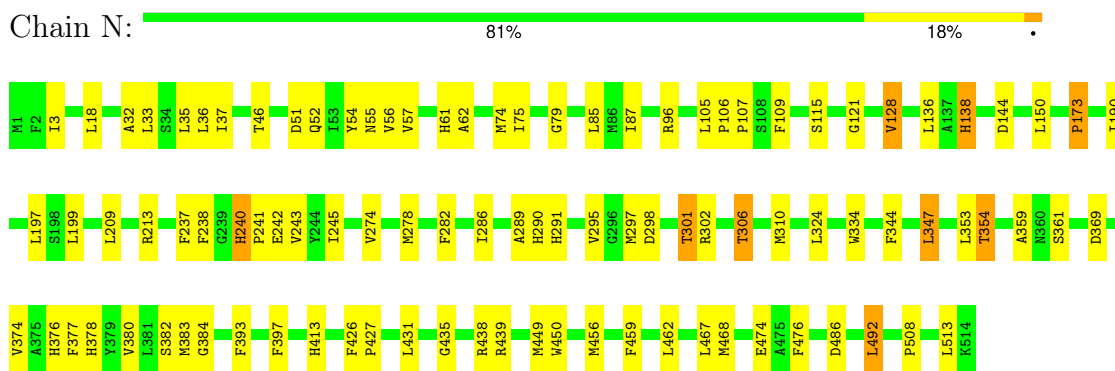 Chain N:
81% 18% •
M1 F2 I3 L18 A32 L33 S34 L35 L36 I37 T46 D51 Q52 I53 Y54 N55 V56 V57 H61 A62 M74 I75 G79 L85 M86 I87 R96 L105 P106 P107 S108 F109 S115 G121 V128 L136 A137 H138 D144 L150 P173
L197 S198 L199 L209 R213 F237 F238 G239 H240 P241 E242 V243 Y244 I245 V274 M278 F282 I286 A289 H290 H291 V295 G296 M297 D298 T301 R302 T306 M310 L324 W334 F344 L347 L353 T354 A359 N360 S361 D369
V374 A375 H376 F377 H378 Y379 V380 L381 S382 M383 G384 F393 F397 H413 F426 P427 L431 G435 R438 R439 M449 W450 M456 F459 L462 L467 M468 E474 A475 F476 D486 L492 P508 L513 K514